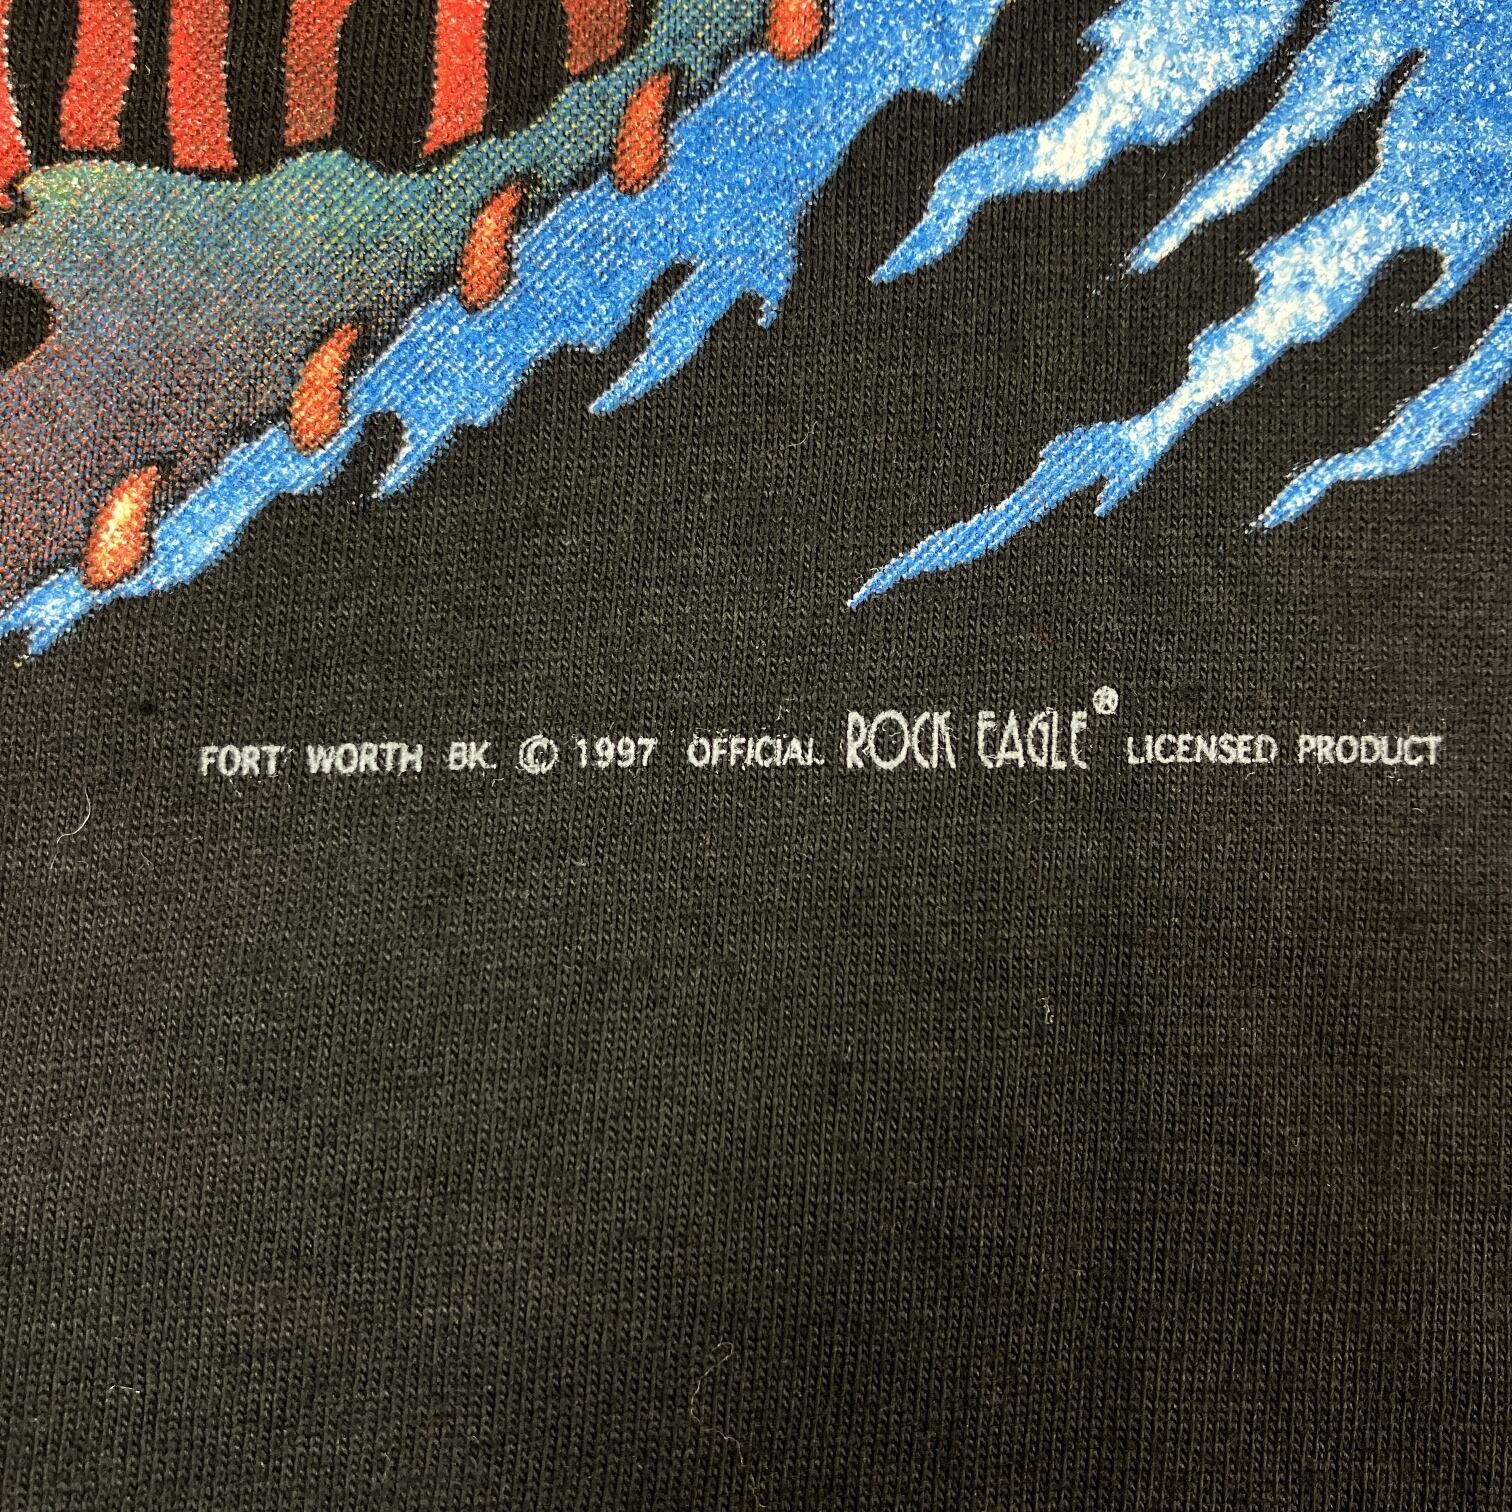 FORT WORTH BK. © 1997 OFFICIAL ROCK EAGLE® LICENSED PRODUCT